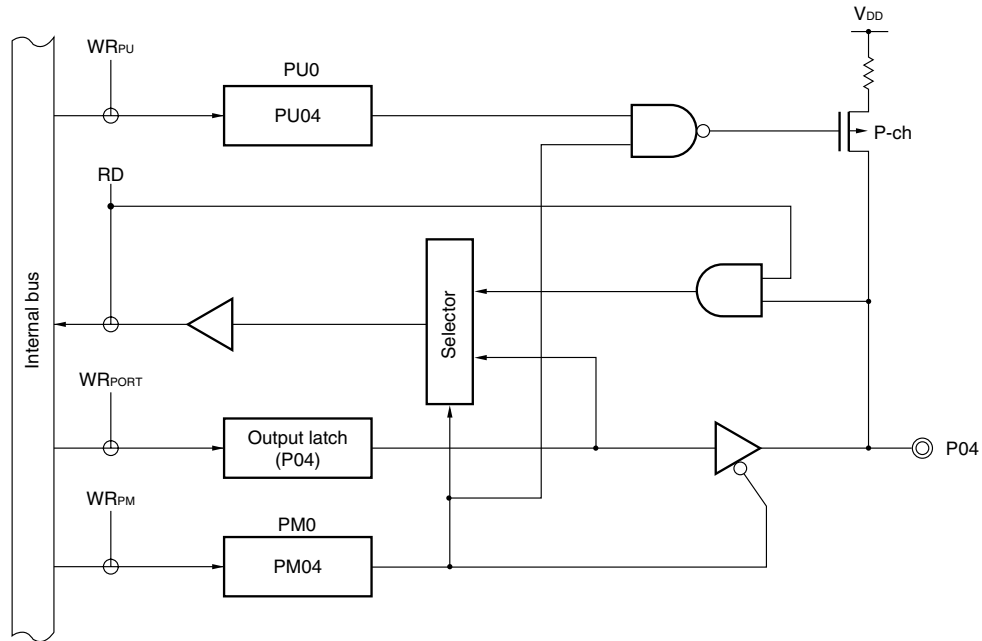 VDD
WRPU
PU0
PU04
P-ch
RD
Internal bus
Selector
WRPORT
Output latch
(P04)
P04
WRPM
PM0
PM04